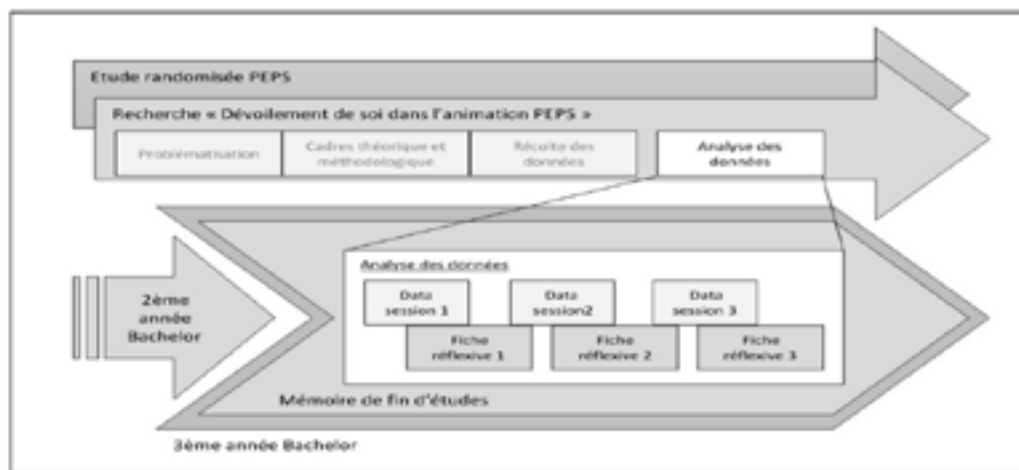 Etude randomisée PEPS
Recherche « Dévoilement de soi dans l'animation PEPS »
Problématisation
Cadres théorique et
méthodologique
Récolte des
données
Analyse des
données
Analyse des données
Data
session 1
Data
session2
Data
session 3
Fiche
réflexive 1
Fiche
réflexive 2
Fiche
réflexive 3
2ème
année
Bachelor
Mémoire de fin d'études
3ème année Bachelor